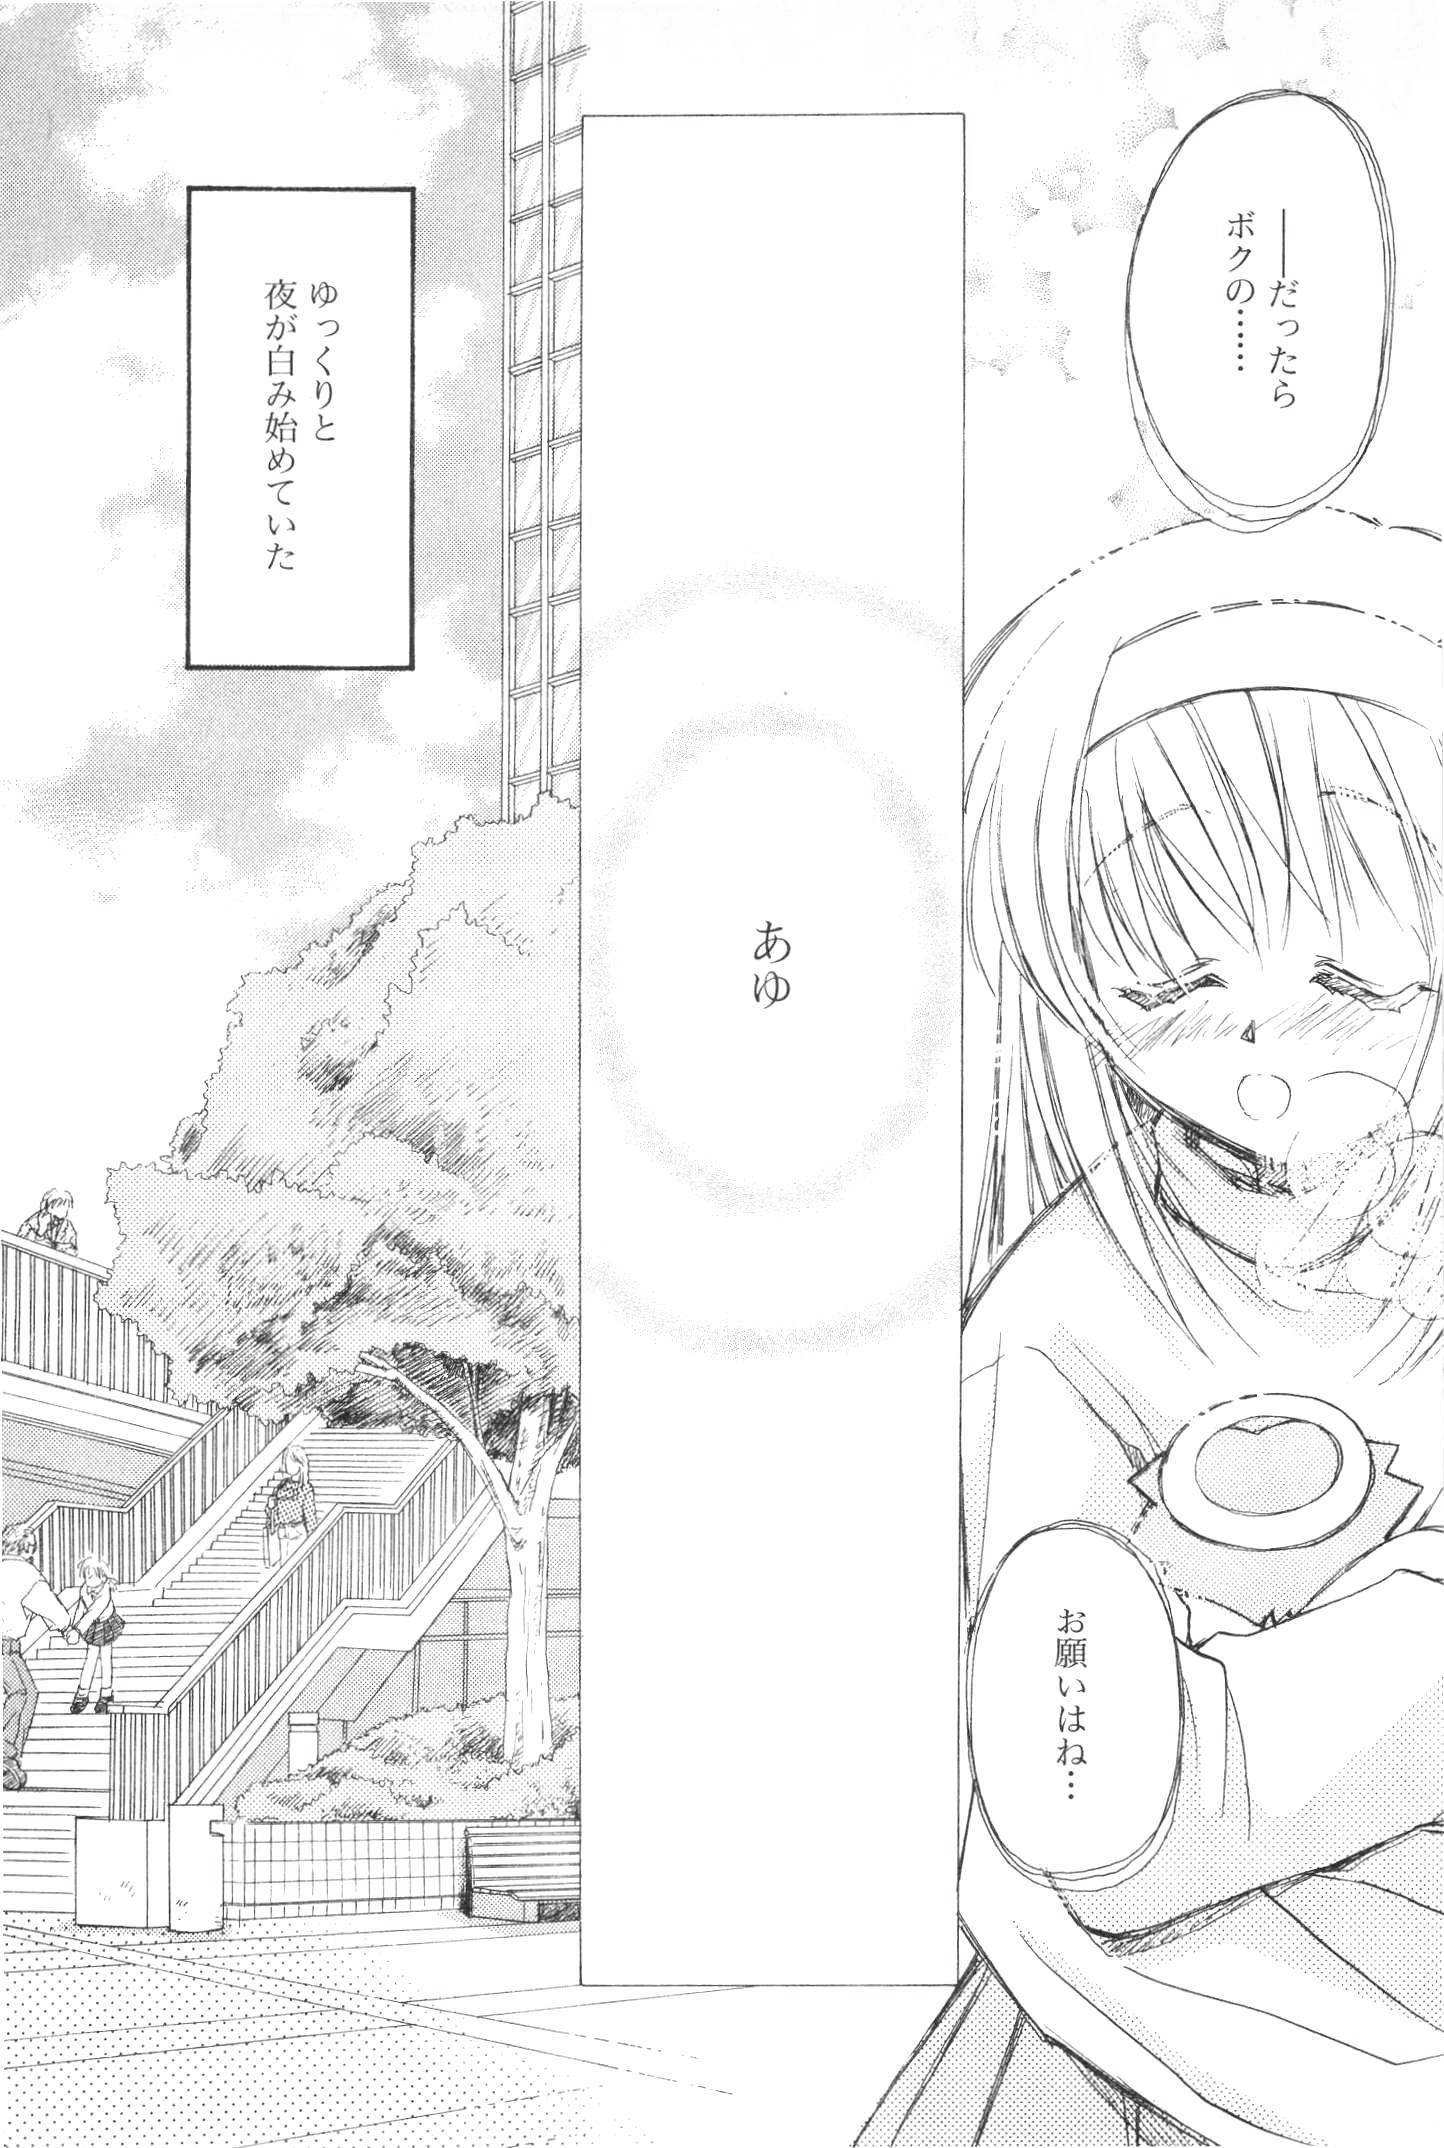 ――だったら
ボクの……
お願いはね…
あゆ
ゆっくりと
夜が白み始めていた